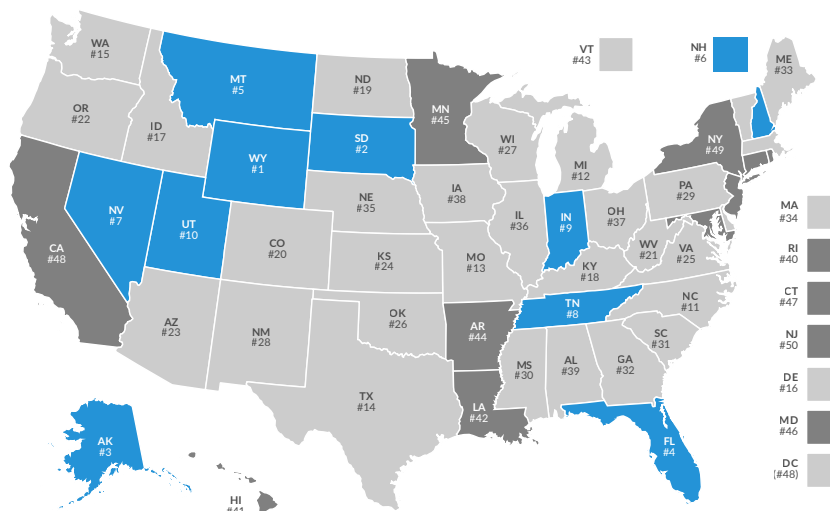 VT
#43
NH
#6
WA
#15
MT
#5
ND
#19
MN
#45
ME
#33
OR
#22
ID
#17
SD
#2
WI
#27
MI
#12
NY
#49
WY
#1
NV
#7
UT
#10
NE
#35
IA
#38
IL
#36
IN
#9
OH
#37
PA
#29
MA
#34
CA
#48
CO
#20
KS
#24
MO
#13
KY
#18
WV
#21
VA
#25
RI
#40
CT
#47
AZ
#23
NM
#28
OK
#26
AR
#44
TN
#8
NC
#11
SC
#31
NJ
#50
TX
#14
LA
#42
MS
#30
AL
#39
GA
#32
DE
#16
AK
#3
FL
#4
MD
#46
DC
(#48)
HI
#41